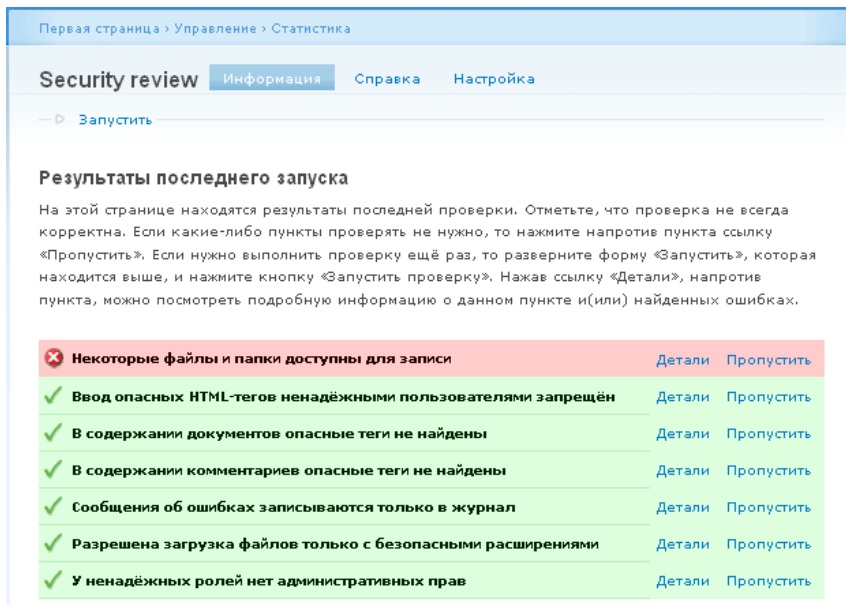 Первая страница › Управление › Статистика
Security review Информация Справка Настройка
Запустить
Результаты последнего запуска
На этой странице находятся результаты последней проверки. Отметьте, что проверка не всегда
корректна. Если какие-либо пункты проверять не нужно, то нажмите напротив пункта ссылку
«Пропустить». Если нужно выполнить проверку ещё раз, то разверните форму «Запустить», которая
находится выше, и нажмите кнопку «Запустить проверку». Нажав ссылку «Детали», напротив
пункта, можно посмотреть подробную информацию о данном пункте и(или) найденных ошибках.
Некоторые файлы и папки доступны для записи Детали Пропустить
Ввод опасных HTML-тегов ненадёжными пользователями запрещён Детали Пропустить
В содержании документов опасные теги не найдены Детали Пропустить
В содержании комментариев опасные теги не найдены Детали Пропустить
Сообщения об ошибках записываются только в журнал Детали Пропустить
Разрешена загрузка файлов только с безопасными расширениями Детали Пропустить
У ненадёжных ролей нет административных прав Детали Пропустить